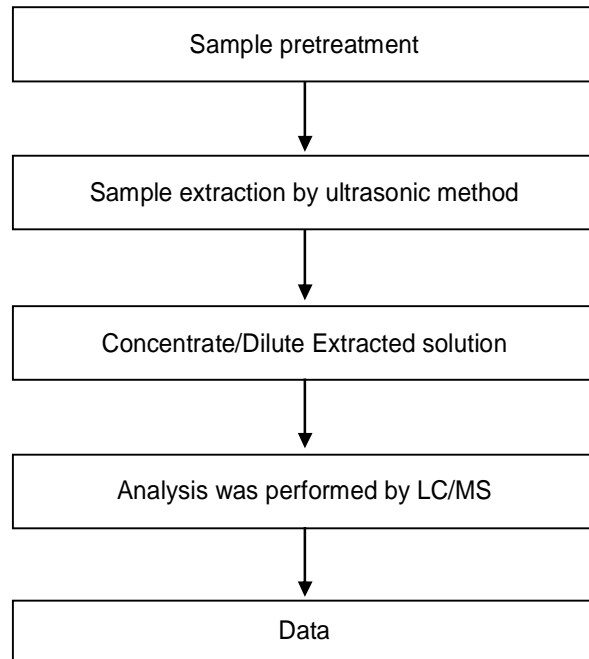 Sample pretreatment
Sample extraction by ultrasonic method
Concentrate/Dilute Extracted solution
Analysis was performed by LC/MS
Data